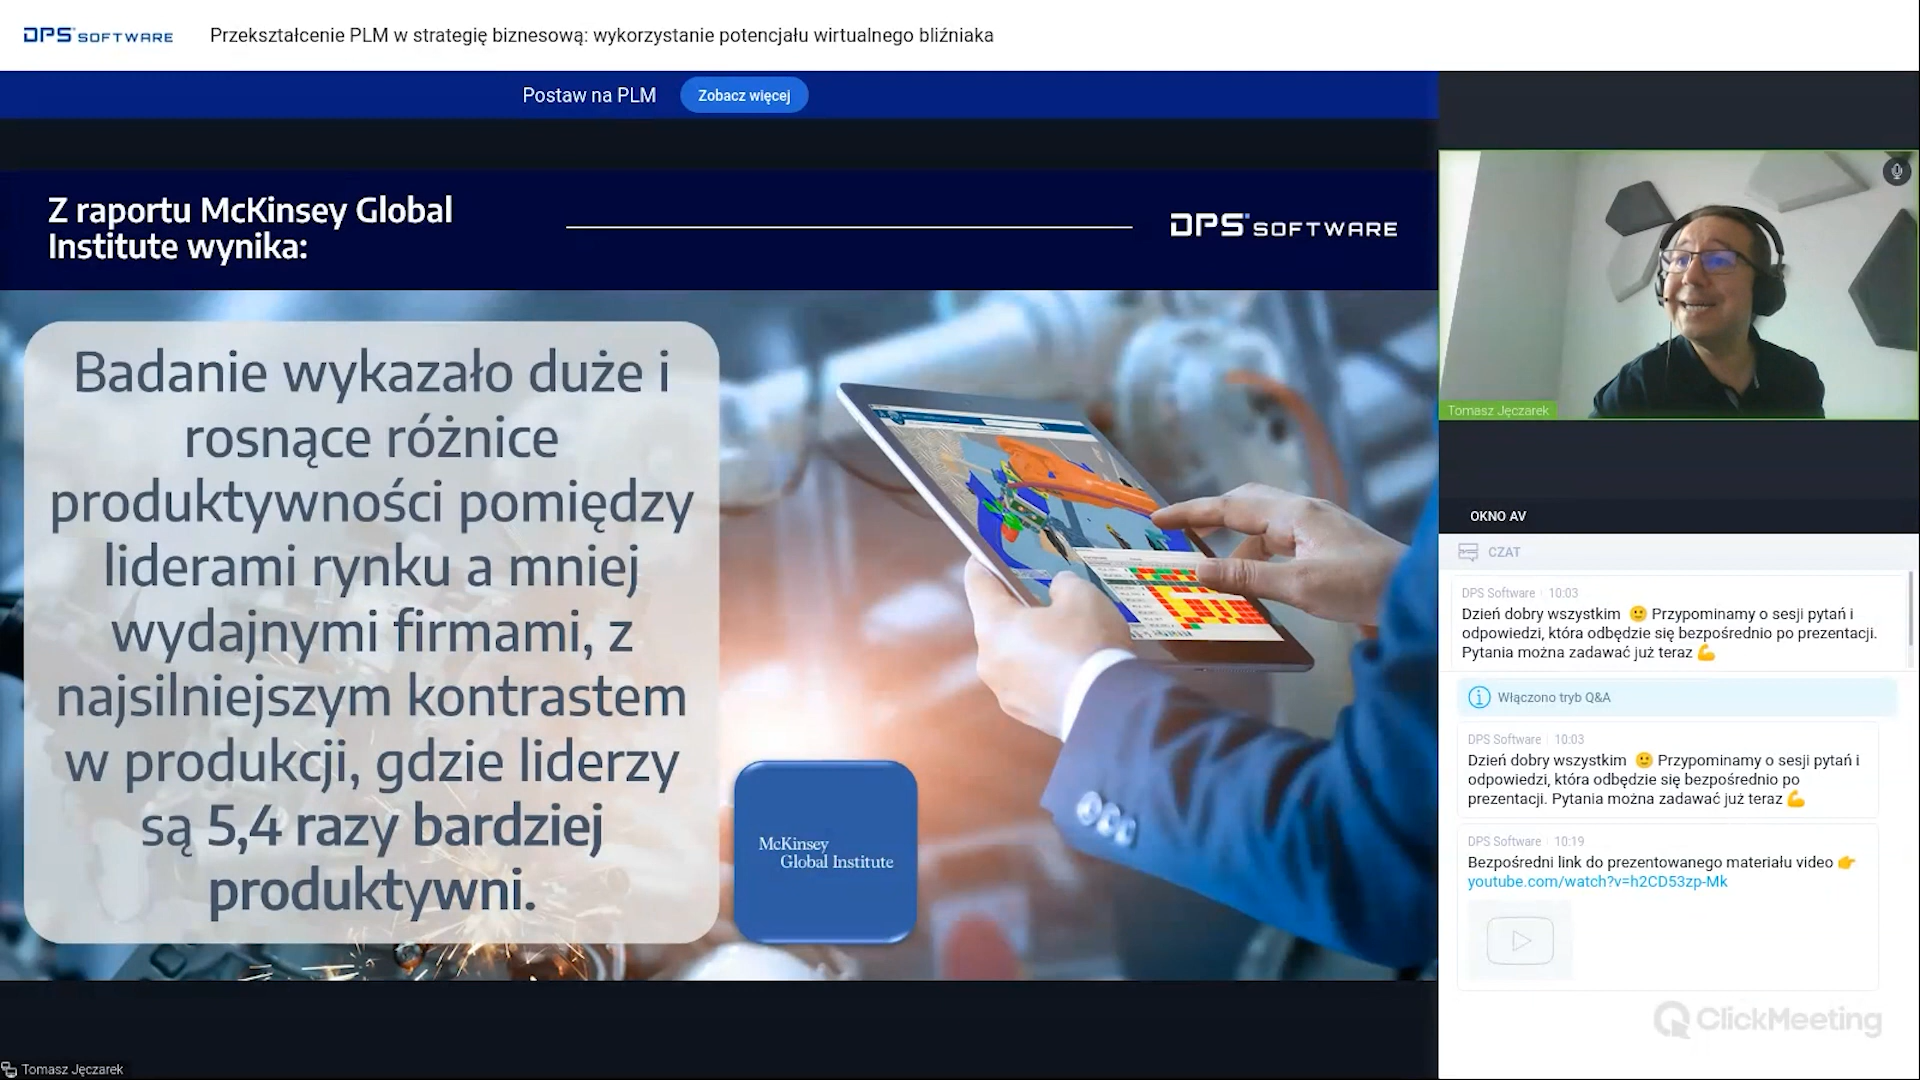 DPS SOFTWARE
Przekształcenie PLM w strategię biznesową: wykorzystanie potencjału wirtualnego bliźniaka
Postaw na PLM
Zobacz więcej
Z raportu McKinsey Global
Institute wynika:
DPS SOFTWARE
Badanie wykazało duże i
rosnące różnice
produktywności pomiędzy
liderami rynku a mniej
wydajnymi firmami, z
najsilniejszym kontrastem
w produkcji, gdzie liderzy
są 5,4 razy bardziej
produktywni.
McKinsey
Global Institute
Tomasz Jęczarek
Tomasz Jęczarek
OKNO AV
CZAT
DPS Software 10:03
Dzień dobry wszystkim 🙂 Przypominamy o sesji pytań i
odpowiedzi, która odbędzie się bezpośrednio po prezentacji.
Pytania można zadawać już teraz 💪
Włączono tryb Q&A
DPS Software 10:03
Dzień dobry wszystkim 🙂 Przypominamy o sesji pytań i
odpowiedzi, która odbędzie się bezpośrednio po
prezentacji. Pytania można zadawać już teraz 💪
DPS Software 10:19
Bezpośredni link do prezentowanego materiału video 👉
youtube.com/watch?v=h2CD53zp-Mk
ClickMeeting